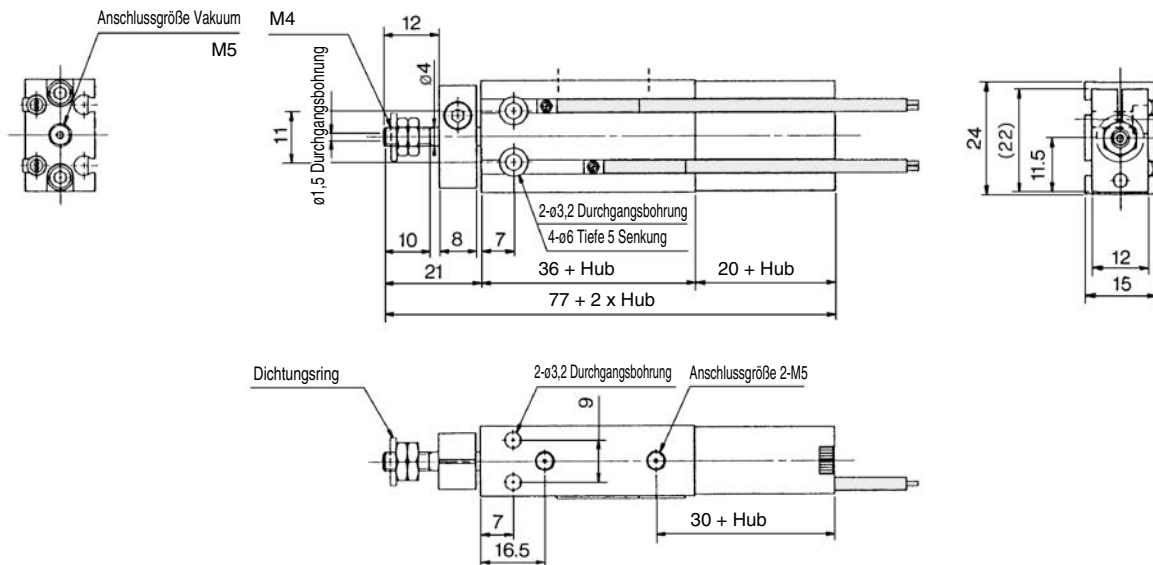 Anschlussgröße Vakuum
M5
M4
12
ø4
ø1,5 Durchgangsbohrung
11
2-ø3,2 Durchgangsbohrung
4-ø6 Tiefe 5 Senkung
10
8
7
21
36 + Hub
20 + Hub
77 + 2 x Hub
24
(22)
11.5
12
15
Dichtungsring
2-ø3,2 Durchgangsbohrung
Anschlussgröße 2-M5
9
7
16.5
30 + Hub